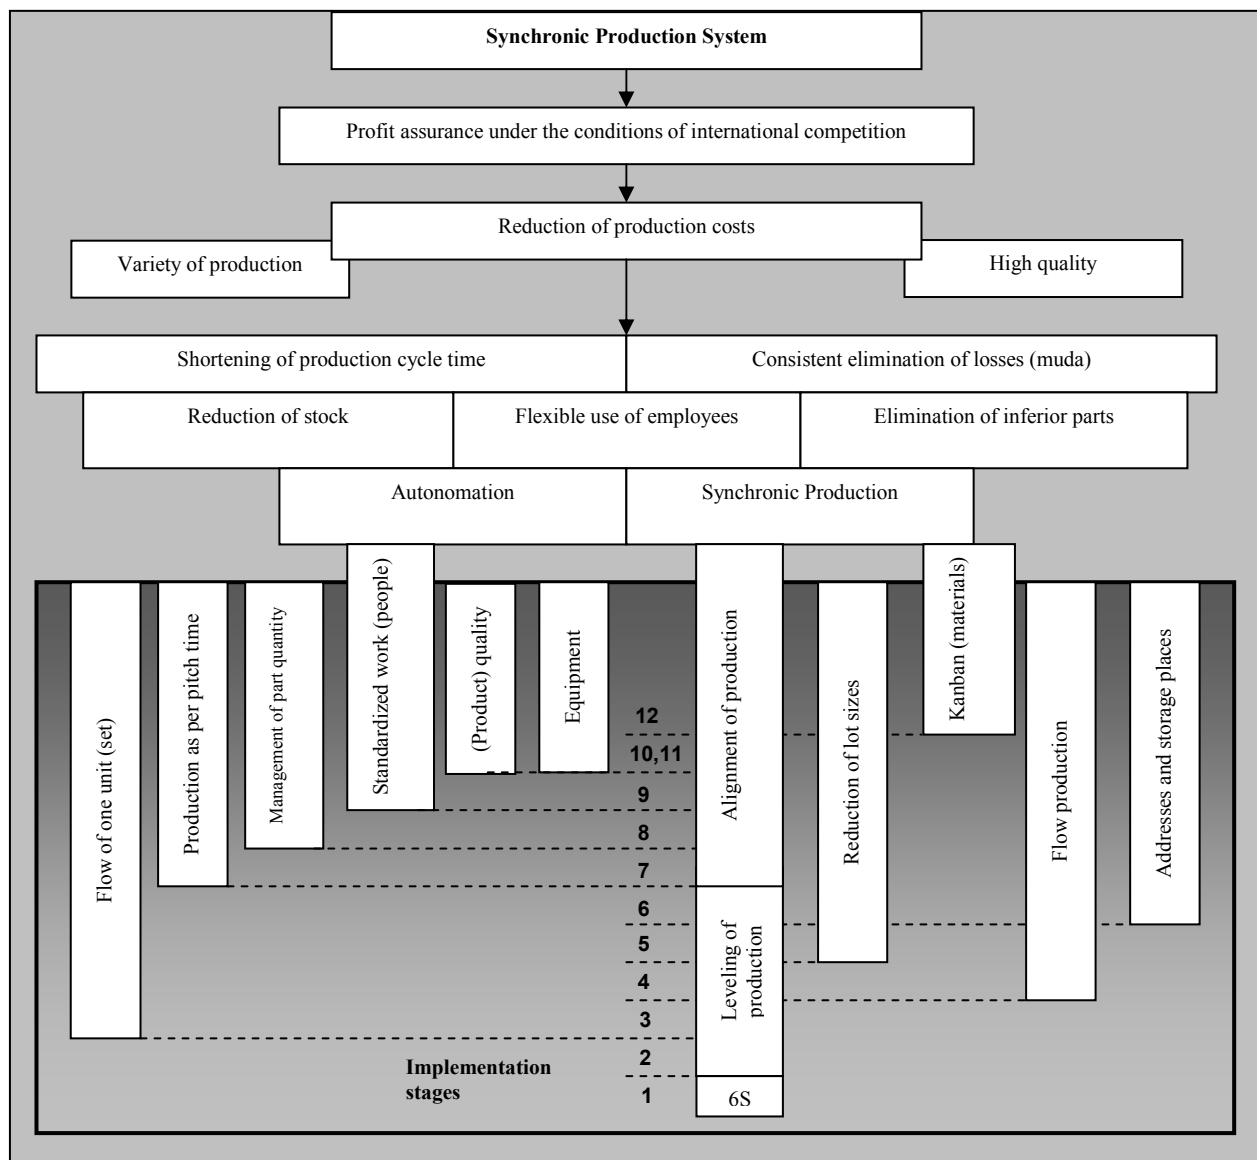 Synchronic Production System
Profit assurance under the conditions of international competition
Reduction of production costs
Variety of production
High quality
Shortening of production cycle time
Consistent elimination of losses (muda)
Reduction of stock
Flexible use of employees
Elimination of inferior parts
Autonomation
Synchronic Production
Flow of one unit (set)
Production as per pitch time
Management of part quantity
Standardized work (people)
(Product) quality
Equipment
Alignment of production
Leveling of
production
6S
Reduction of lot sizes
Kanban (materials)
Flow production
Addresses and storage places
12
10,11
9
8
7
6
5
4
3
2
1
Implementation
stages